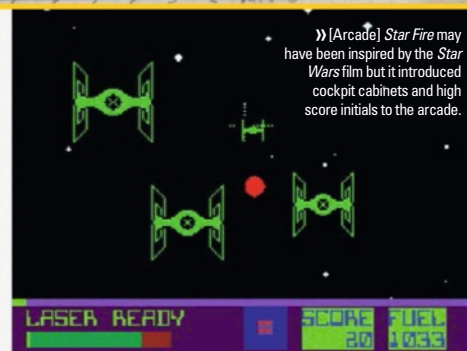 ⟫ [Arcade] Star Fire may
have been inspired by the Star
Wars film but it introduced
cockpit cabinets and high
score initials to the arcade.
LASER READY
SCORE FUEL
20 1033